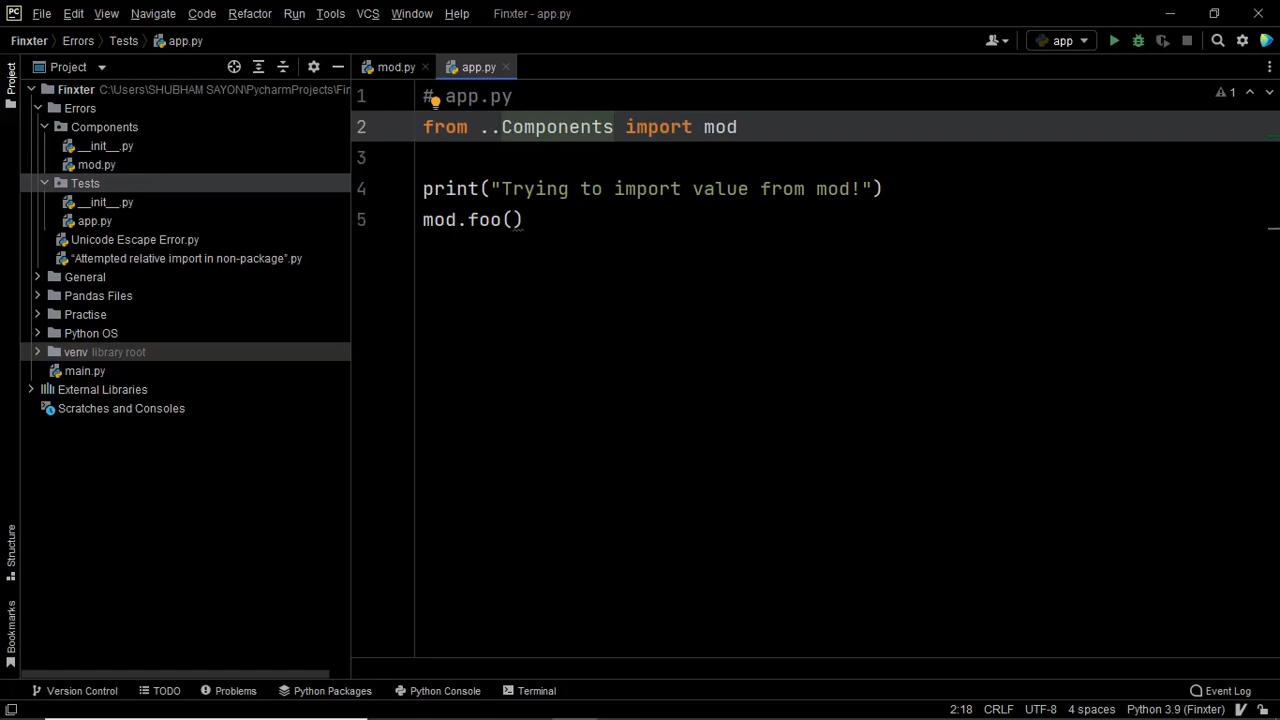 PC File Edit View Navigate Code Refactor Run Tools VCS Window Help Finxter - app.py
Finxter Errors Tests app.py app
Project mod.py app.py
Project
Finxter C:\Users\SHUBHAM SAYON\PycharmProjects\Fin
Errors
Components
__init__.py
mod.py
Tests
__init__.py
app.py
Unicode Escape Error.py
“Attempted relative import in non-package”.py
General
Pandas Files
Practise
Python OS
venv library root
main.py
External Libraries
Scratches and Consoles
1 # app.py
2 from ..Components import mod
3
4 print("Trying to import value from mod!")
5 mod.foo()
1
Structure
Bookmarks
Version Control TODO Problems Python Packages Python Console Terminal Event Log
2:18 CRLF UTF-8 4 spaces Python 3.9 (Finxter)